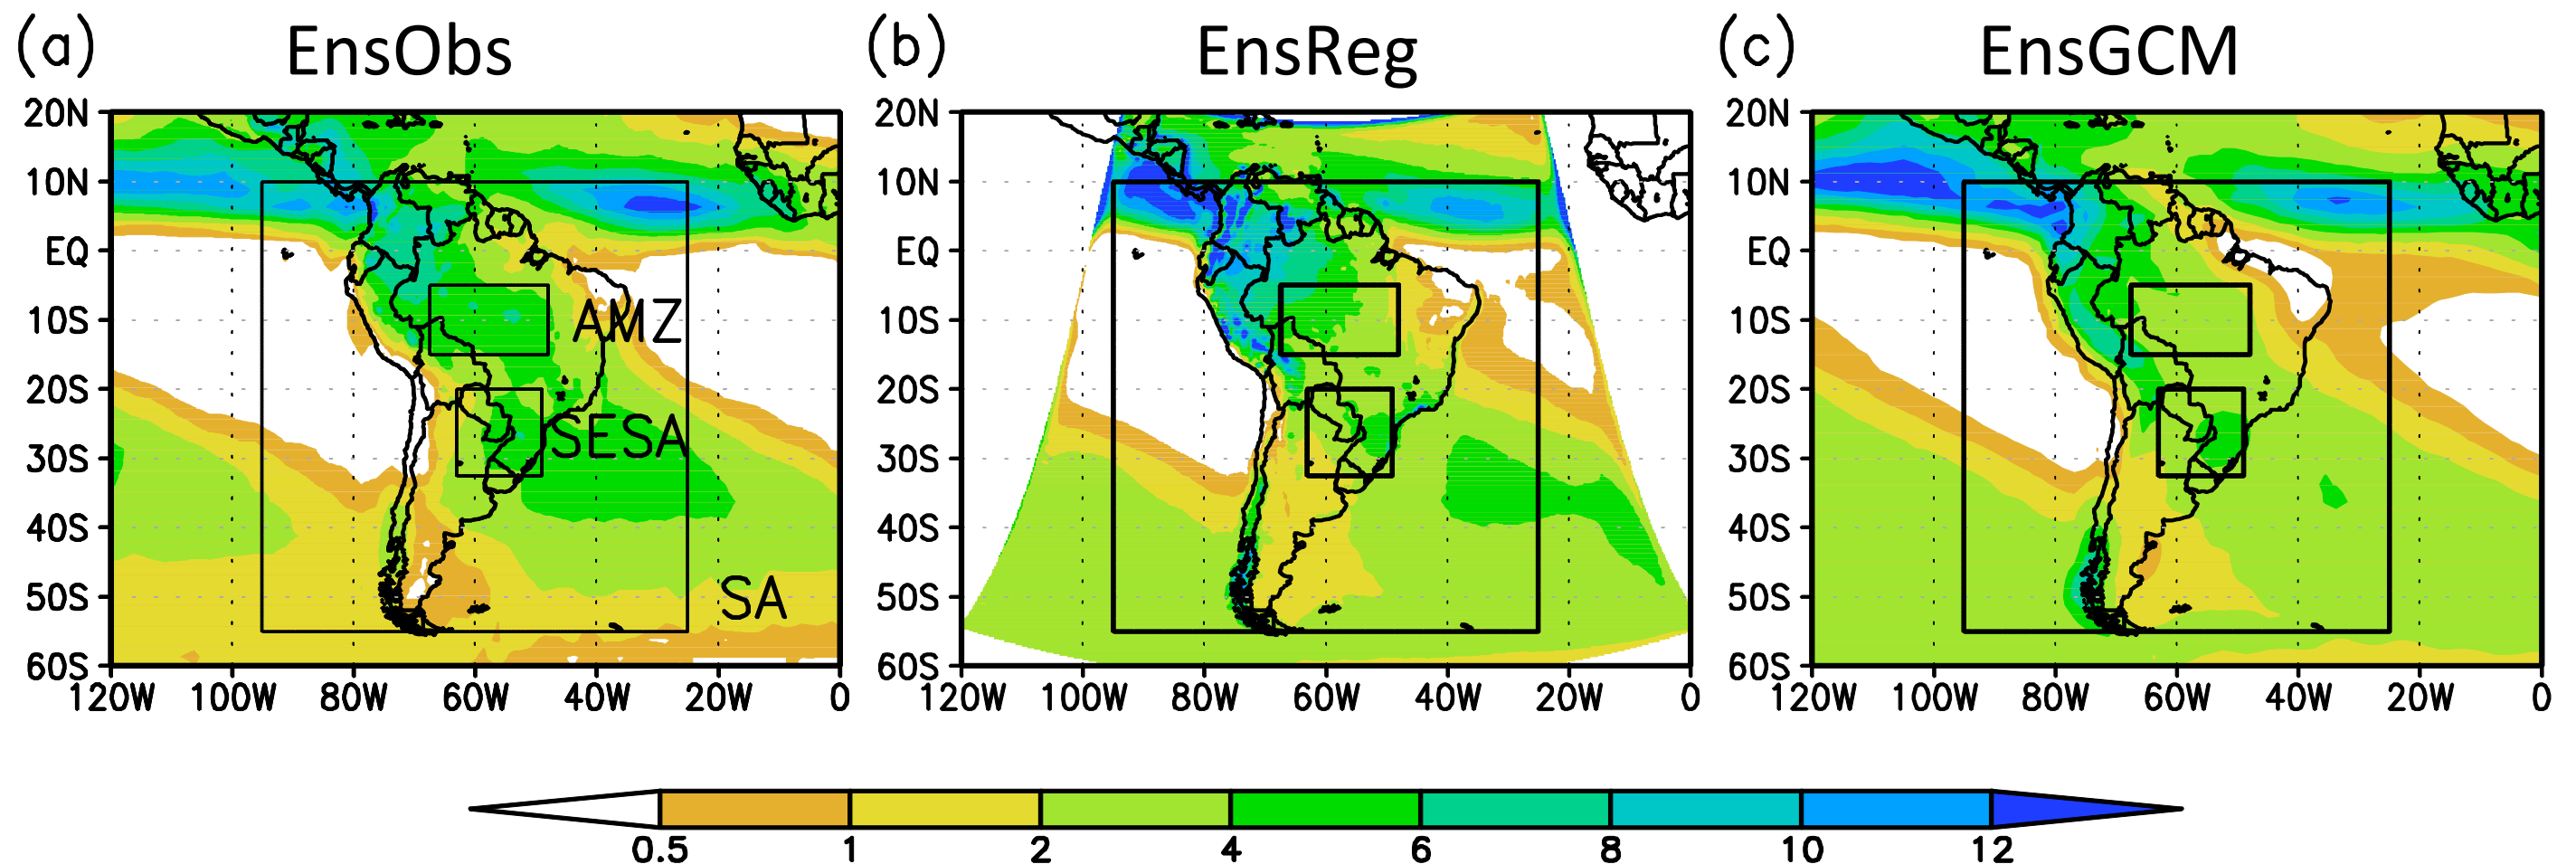 (a) EnsObs
(b) EnsReg
(c) EnsGCM
20N
10N
EQ
10S
20S
30S
40S
50S
60S
120W 100W 80W 60W 40W 20W 0
AMZ
SESA
SA
20N
10N
EQ
10S
20S
30S
40S
50S
60S
120W 100W 80W 60W 40W 20W 0
20N
10N
EQ
10S
20S
30S
40S
50S
60S
120W 100W 80W 60W 40W 20W 0
0.5 1 2 4 6 8 10 12